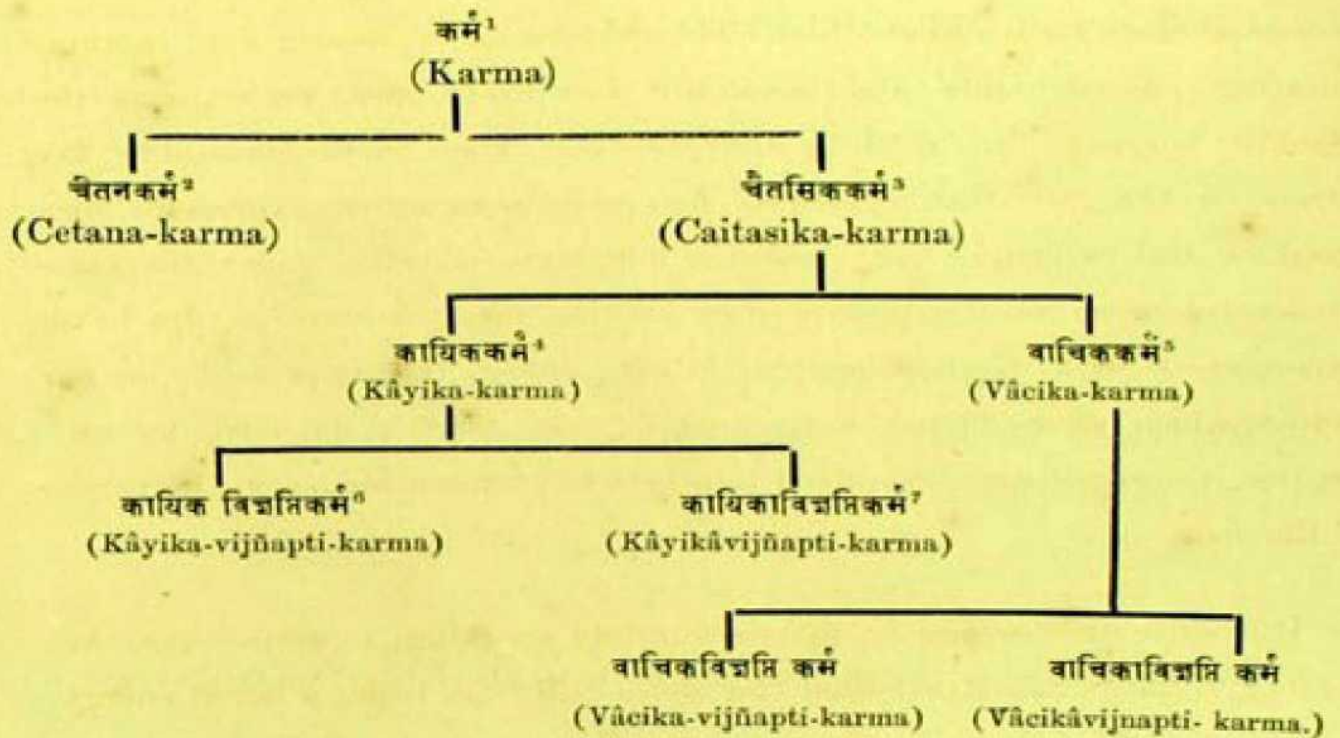 कर्म¹
(Karma)
चेतनकर्म²
चैतसिककर्म³
(Cetana-karma)
(Caitasika-karma)
कायिककर्म⁴
वाचिककर्म⁵
(Kâyika-karma)
(Vâcika-karma)
कायिक विज्ञप्तिकर्म⁶
कायिकाविज्ञप्तिकर्म⁷
(Kâyika-vijñapti-karma)
(Kâyikâvijñapti-karma)
वाचिकविज्ञप्ति कर्म
वाचिकाविज्ञप्ति कर्म
(Vâcika-vijñapti-karma)
(Vâcikâvijnapti- karma.)